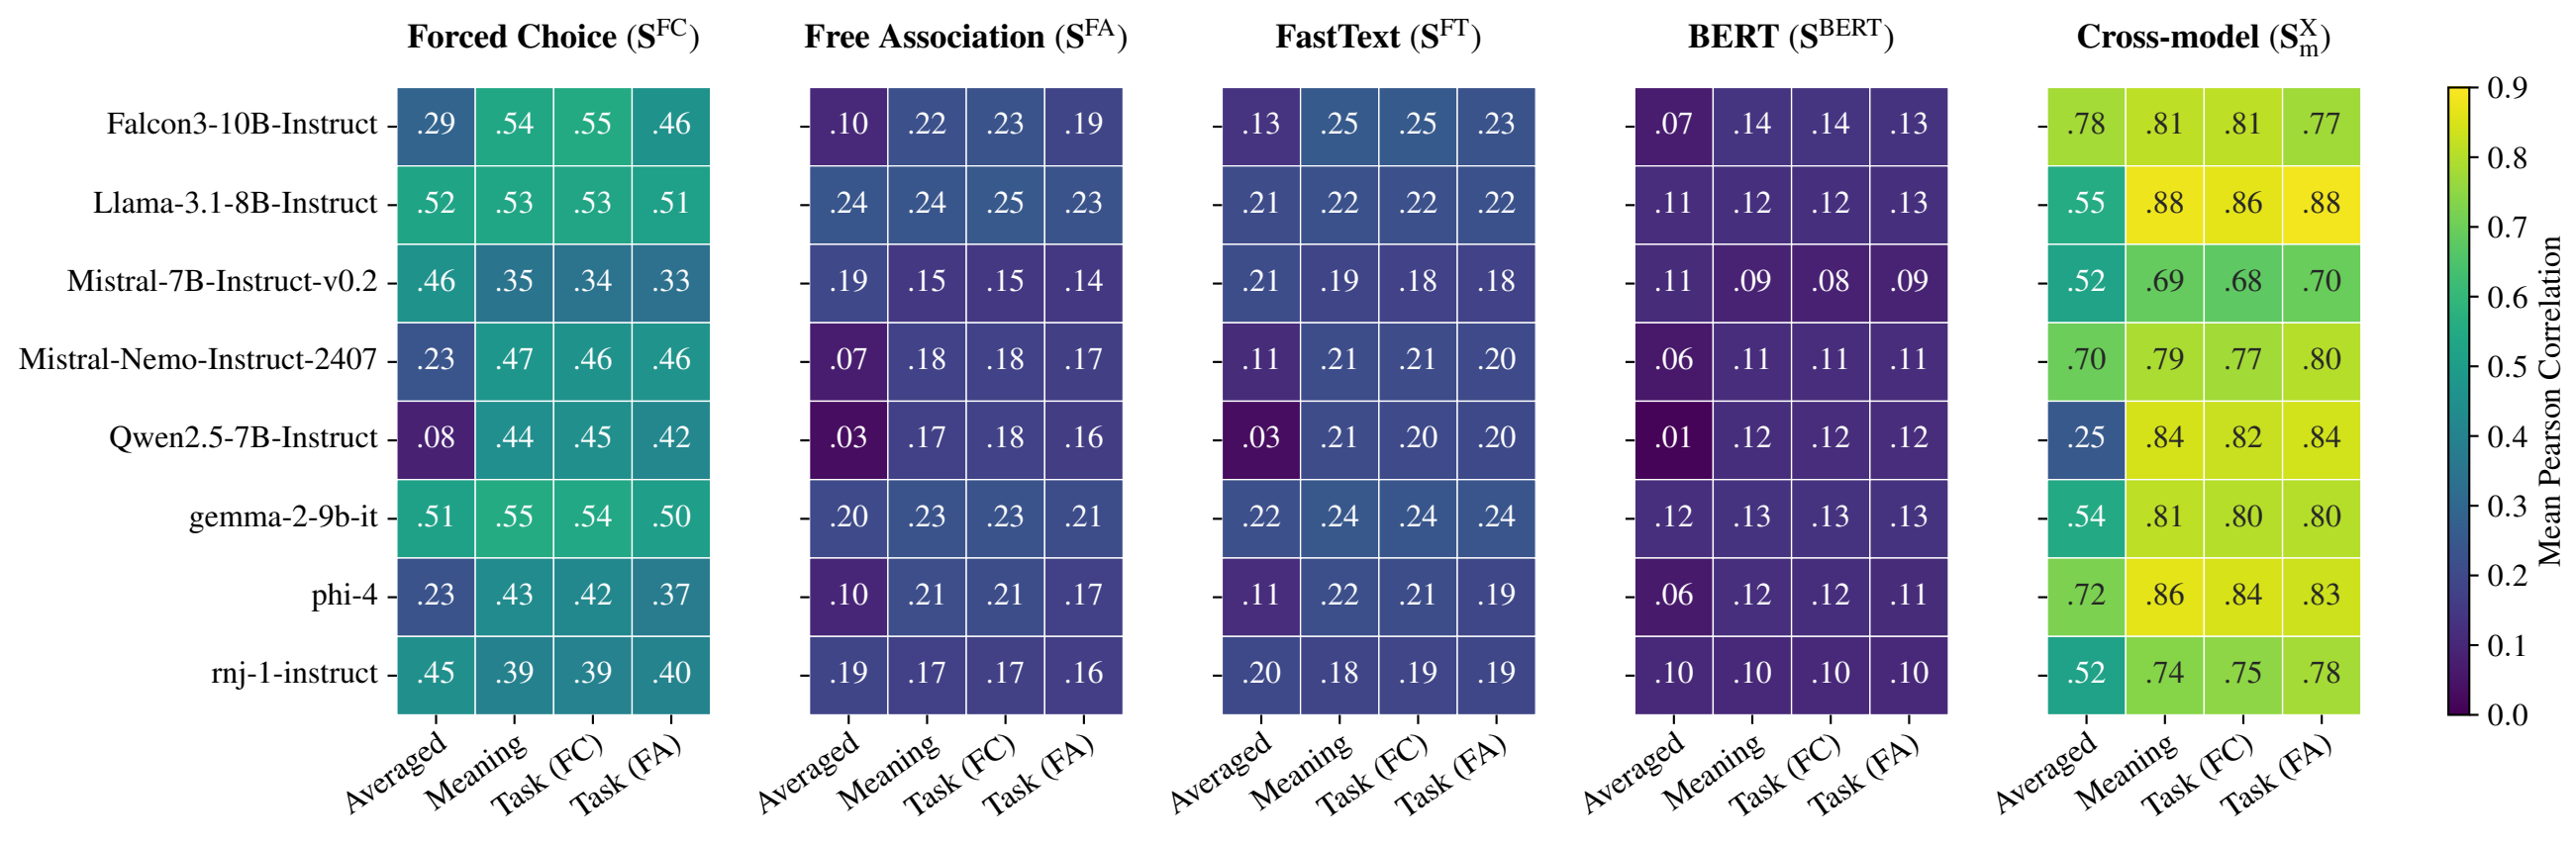 Forced Choice (S^FC) Free Association (S^FA) FastText (S^FT) BERT (S^BERT) Cross-model (S_m^X)
Falcon3-10B-Instruct .29 .54 .55 .46 .10 .22 .23 .19 .13 .25 .25 .23 .07 .14 .14 .13 .78 .81 .81 .77
Llama-3.1-8B-Instruct .52 .53 .53 .51 .24 .24 .25 .23 .21 .22 .22 .22 .11 .12 .12 .13 .55 .88 .86 .88
Mistral-7B-Instruct-v0.2 .46 .35 .34 .33 .19 .15 .15 .14 .21 .19 .18 .18 .11 .09 .08 .09 .52 .69 .68 .70
Mistral-Nemo-Instruct-2407 .23 .47 .46 .46 .07 .18 .18 .17 .11 .21 .21 .20 .06 .11 .11 .11 .70 .79 .77 .80
Qwen2.5-7B-Instruct .08 .44 .45 .42 .03 .17 .18 .16 .03 .21 .20 .20 .01 .12 .12 .12 .25 .84 .82 .84
gemma-2-9b-it .51 .55 .54 .50 .20 .23 .23 .21 .22 .24 .24 .24 .12 .13 .13 .13 .54 .81 .80 .80
phi-4 .23 .43 .42 .37 .10 .21 .21 .17 .11 .22 .21 .19 .06 .12 .12 .11 .72 .86 .84 .83
rnj-1-instruct .45 .39 .39 .40 .19 .17 .17 .16 .20 .18 .19 .19 .10 .10 .10 .10 .52 .74 .75 .78
Averaged Meaning Task (FC) Task (FA) Averaged Meaning Task (FC) Task (FA) Averaged Meaning Task (FC) Task (FA) Averaged Meaning Task (FC) Task (FA) Averaged Meaning Task (FC) Task (FA)
0.9
0.8
0.7
0.6
0.5
0.4
0.3
0.2
0.1
0.0
Mean Pearson Correlation